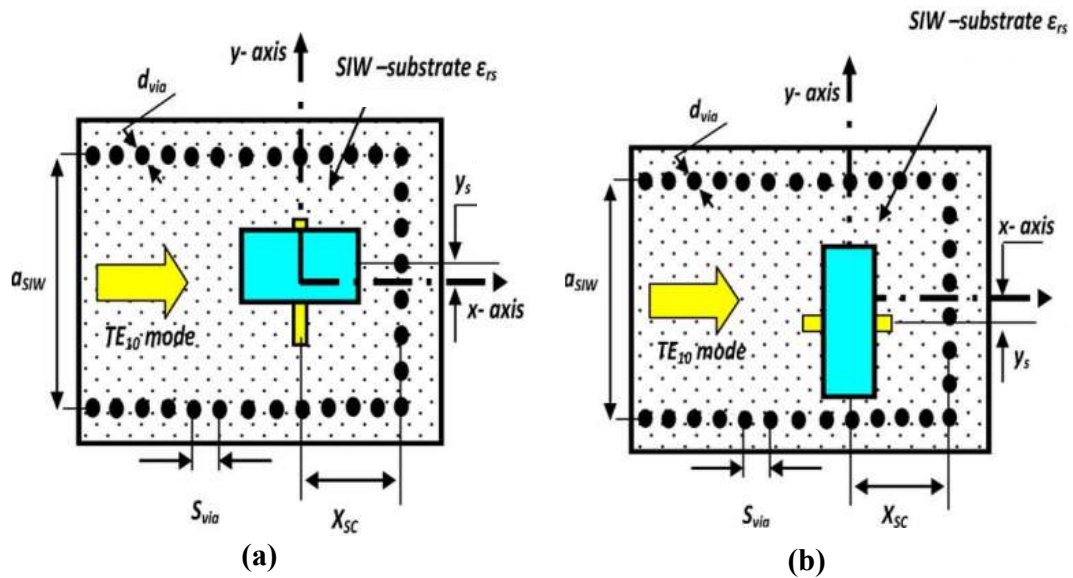 y- axis
SIW –substrate εrs
dvia
ys
aSIW
TE10 mode
x- axis
Svia
XSC
(a)
SIW –substrate εrs
y- axis
dvia
x- axis
aSIW
TE10 mode
ys
Svia
XSC
(b)